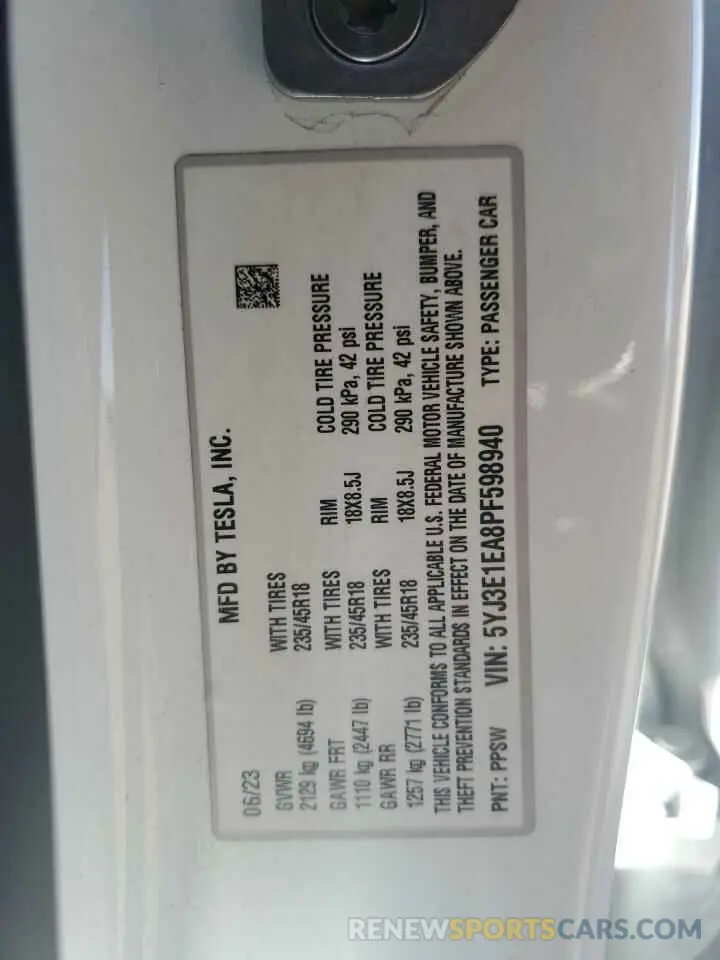 MFD BY TESLA, INC.
06/23
GVWR WITH TIRES RIM COLD TIRE PRESSURE
2129 kg (4694 lb) 235/45R18 18X8.5J 290 kPa, 42 psi
GAWR FRT WITH TIRES RIM COLD TIRE PRESSURE
1110 kg (2447 lb) 235/45R18 18X8.5J 290 kPa, 42 psi
GAWR RR WITH TIRES
1257 kg (2771 lb) 235/45R18
THIS VEHICLE CONFORMS TO ALL APPLICABLE U.S. FEDERAL MOTOR VEHICLE SAFETY, BUMPER, AND
THEFT PREVENTION STANDARDS IN EFFECT ON THE DATE OF MANUFACTURE SHOWN ABOVE.
PNT: PPSW VIN: 5YJ3E1EA8PF598940 TYPE: PASSENGER CAR
RENEWSPORTSCARS.COM